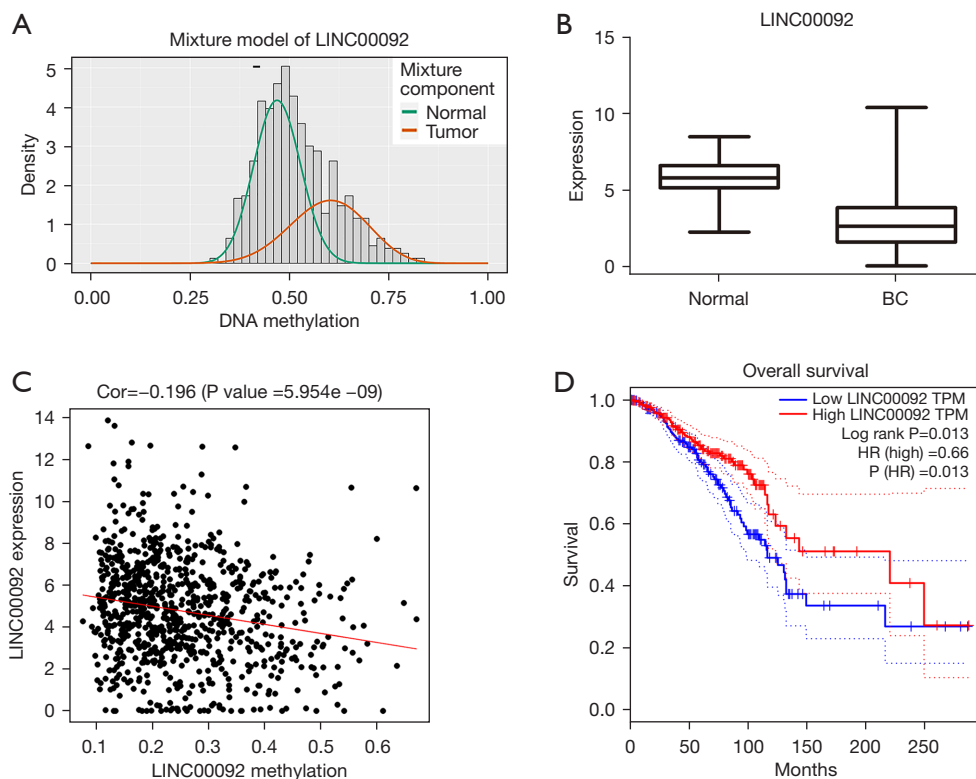 A
Mixture model of LINC00092
Mixture
component
Normal
Tumor
Density
5
4
3
2
1
0
0.00 0.25 0.50 0.75 1.00
DNA methylation
B
LINC00092
Expression
15
10
5
0
Normal BC
C
Cor=−0.196 (P value =5.954e −09)
LINC00092 expression
14
12
10
8
6
4
2
0
0.1 0.2 0.3 0.4 0.5 0.6
LINC00092 methylation
D
Overall survival
Low LINC00092 TPM
High LINC00092 TPM
Log rank P=0.013
HR (high) =0.66
P (HR) =0.013
Survival
1.0
0.8
0.6
0.4
0.2
0.0
0 50 100 150 200 250
Months